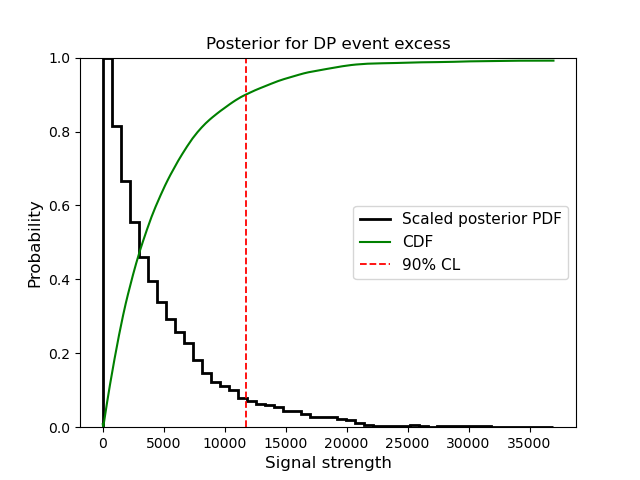 Posterior for DP event excess
Probability
1.0
0.8
0.6
0.4
0.2
0.0
Scaled posterior PDF
CDF
90% CL
0 5000 10000 15000 20000 25000 30000 35000
Signal strength